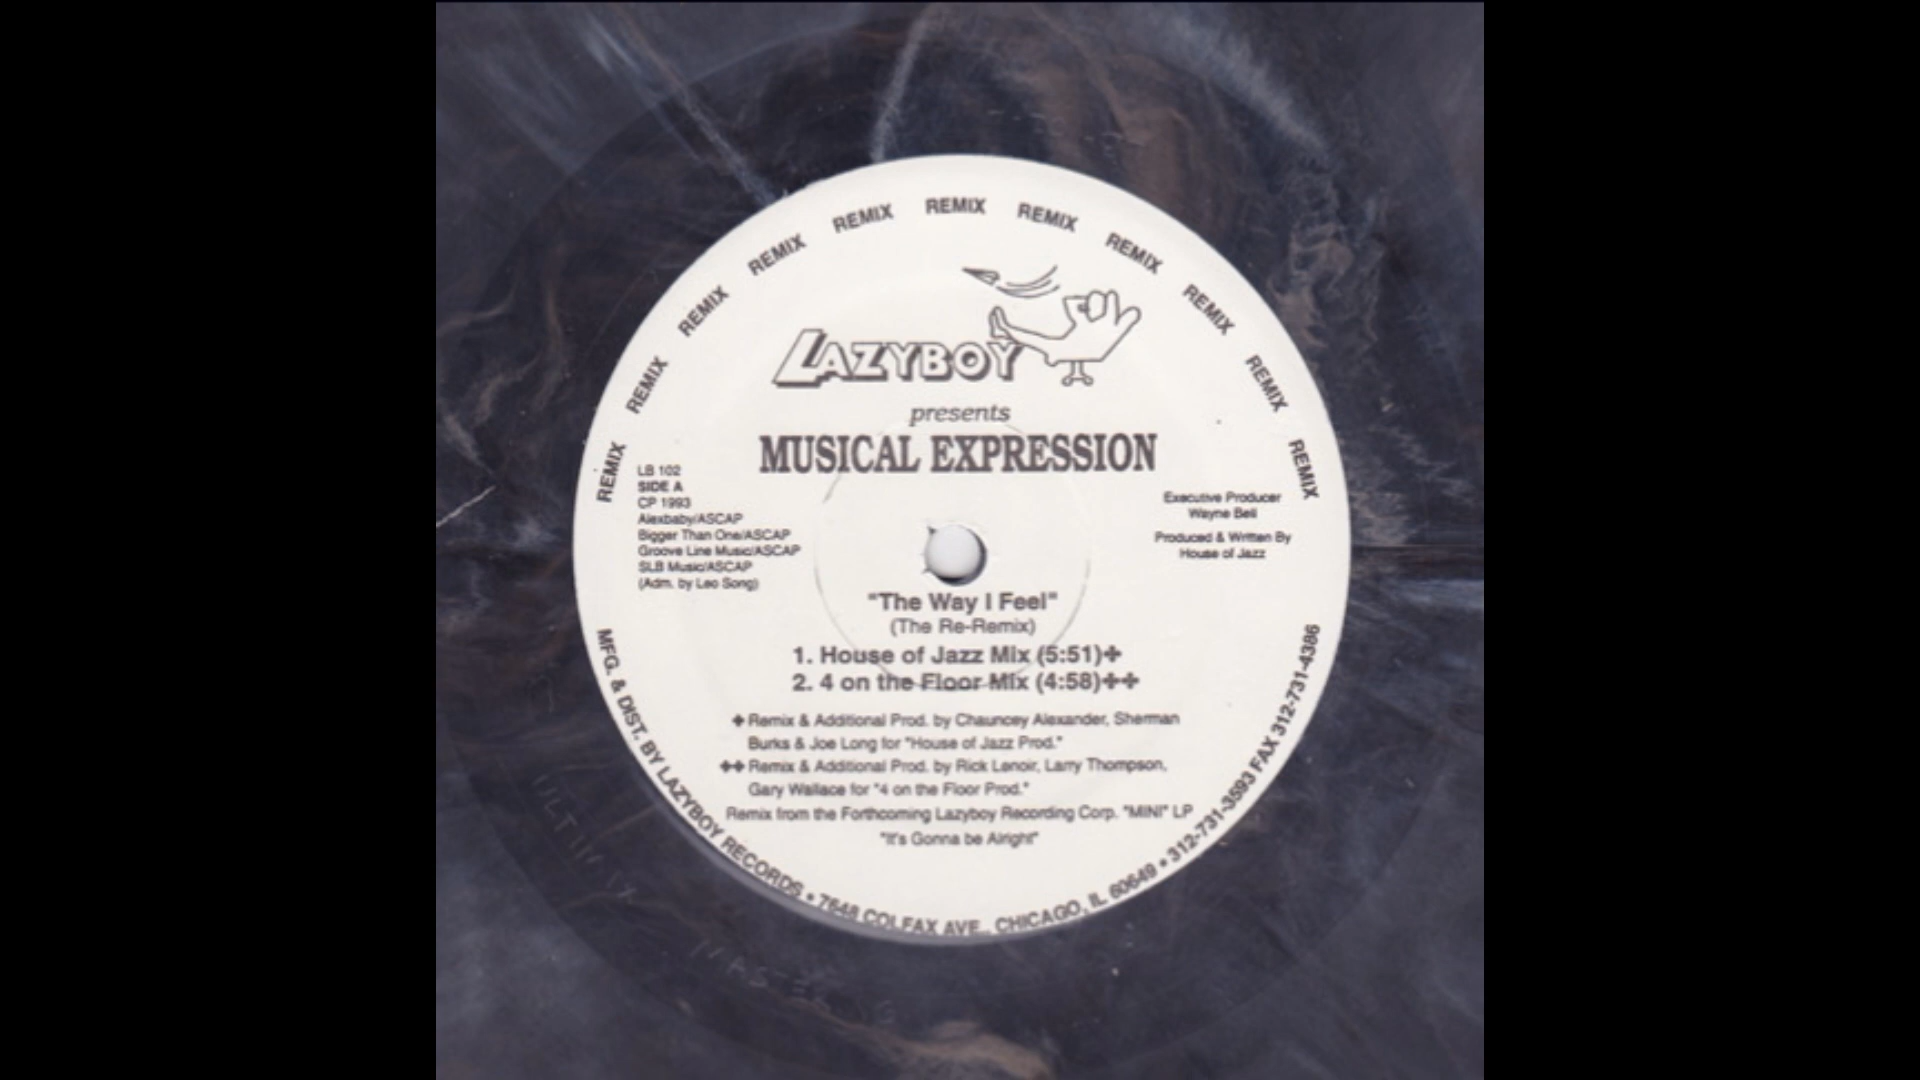 REMIX REMIX REMIX REMIX REMIX REMIX REMIX REMIX REMIX REMIX REMIX
LAZYBOY
presents
MUSICAL EXPRESSION
LB 102
SIDE A
CP 1993
Alexbaby/ASCAP
Bigger Than One/ASCAP
Groove Line Music/ASCAP
SLB Music/ASCAP
(Adm. by Leo Song)
Executive Producer
Wayne Bell
Produced & Written By
House of Jazz
"The Way I Feel"
(The Re-Remix)
1. House of Jazz Mix (5:51)✤
2. 4 on the Floor Mix (4:58)✤✤
✤ Remix & Additional Prod. by Chauncey Alexander, Sherman
Burks & Joe Long for "House of Jazz Prod."
✤✤ Remix & Additional Prod. by Rick Lenoir, Larry Thompson,
Gary Wallace for "4 on the Floor Prod."
Remix from the Forthcoming Lazyboy Recording Corp. "MINI" LP
"It's Gonna be Alright"
MFG. & DIST. BY LAZYBOY RECORDS • 7648 COLFAX AVE., CHICAGO, IL 60649 • 312-731-3593 FAX 312-731-4386